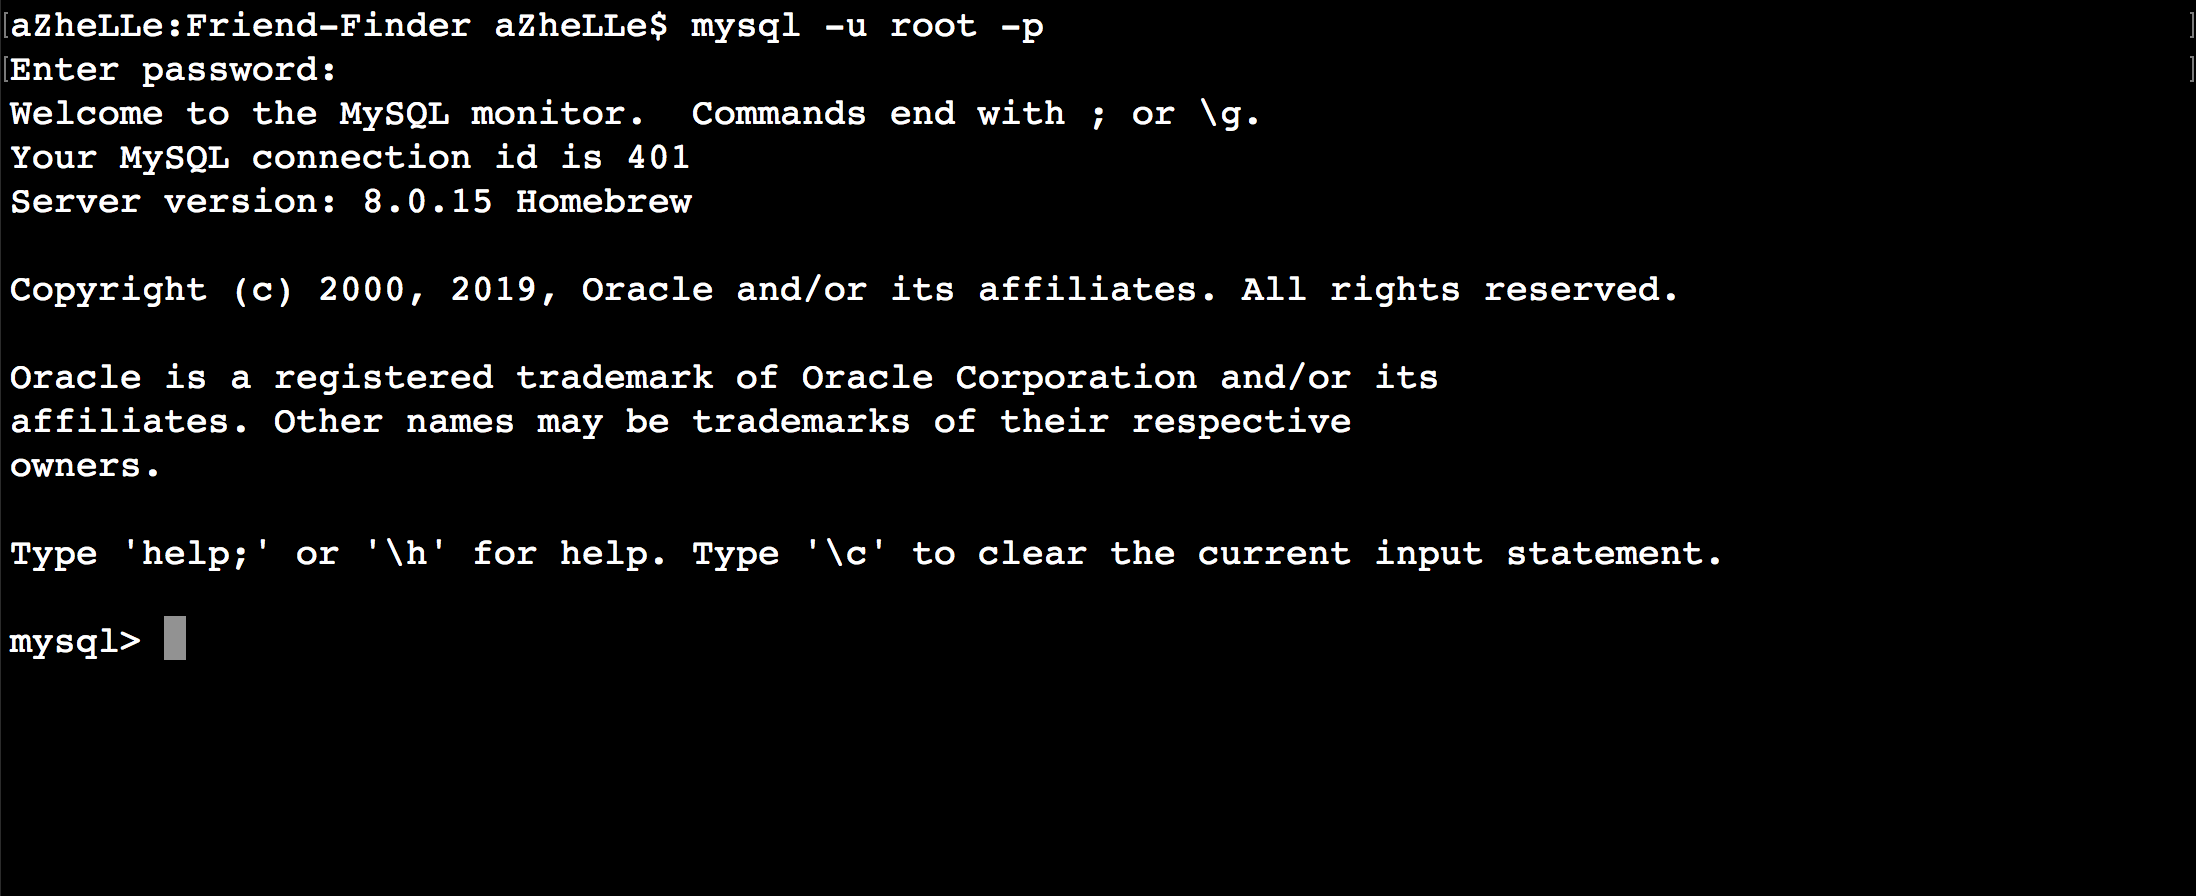 [aZheLLe:Friend-Finder aZheLLe$ mysql -u root -p ]
[Enter password: ]
Welcome to the MySQL monitor.  Commands end with ; or \g.
Your MySQL connection id is 401
Server version: 8.0.15 Homebrew
Copyright (c) 2000, 2019, Oracle and/or its affiliates. All rights reserved.
Oracle is a registered trademark of Oracle Corporation and/or its
affiliates. Other names may be trademarks of their respective
owners.
Type 'help;' or '\h' for help. Type '\c' to clear the current input statement.
mysql>